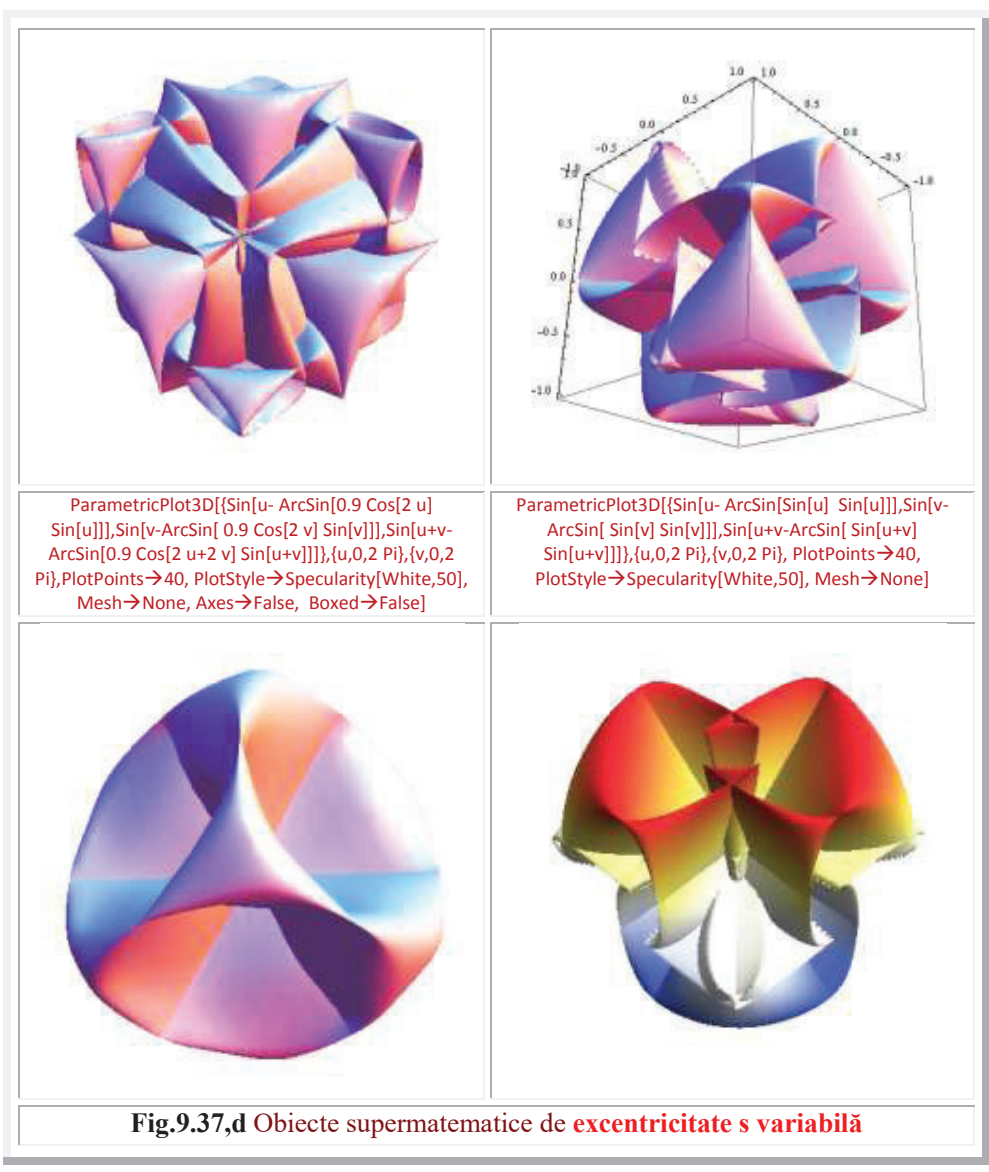 1.0 1.0
0.5 0.5
0.0 0.0
-0.5 -0.5
-1.0
0.5
0.0
-0.5
-1.0
ParametricPlot3D[{Sin[u- ArcSin[0.9 Cos[2 u]
Sin[u]]],Sin[v-ArcSin[ 0.9 Cos[2 v] Sin[v]]],Sin[u+v-
ArcSin[0.9 Cos[2 u+2 v] Sin[u+v]]]},{u,0,2 Pi},{v,0,2
Pi},PlotPoints→40, PlotStyle→Specularity[White,50],
Mesh→None, Axes→False, Boxed→False]
ParametricPlot3D[{Sin[u- ArcSin[Sin[u] Sin[u]]],Sin[v-
ArcSin[ Sin[v] Sin[v]]],Sin[u+v-ArcSin[ Sin[u+v]
Sin[u+v]]]},{u,0,2 Pi},{v,0,2 Pi}, PlotPoints→40,
PlotStyle→Specularity[White,50], Mesh→None]
Fig.9.37,d Obiecte supermatematice de excentricitate s variabilă